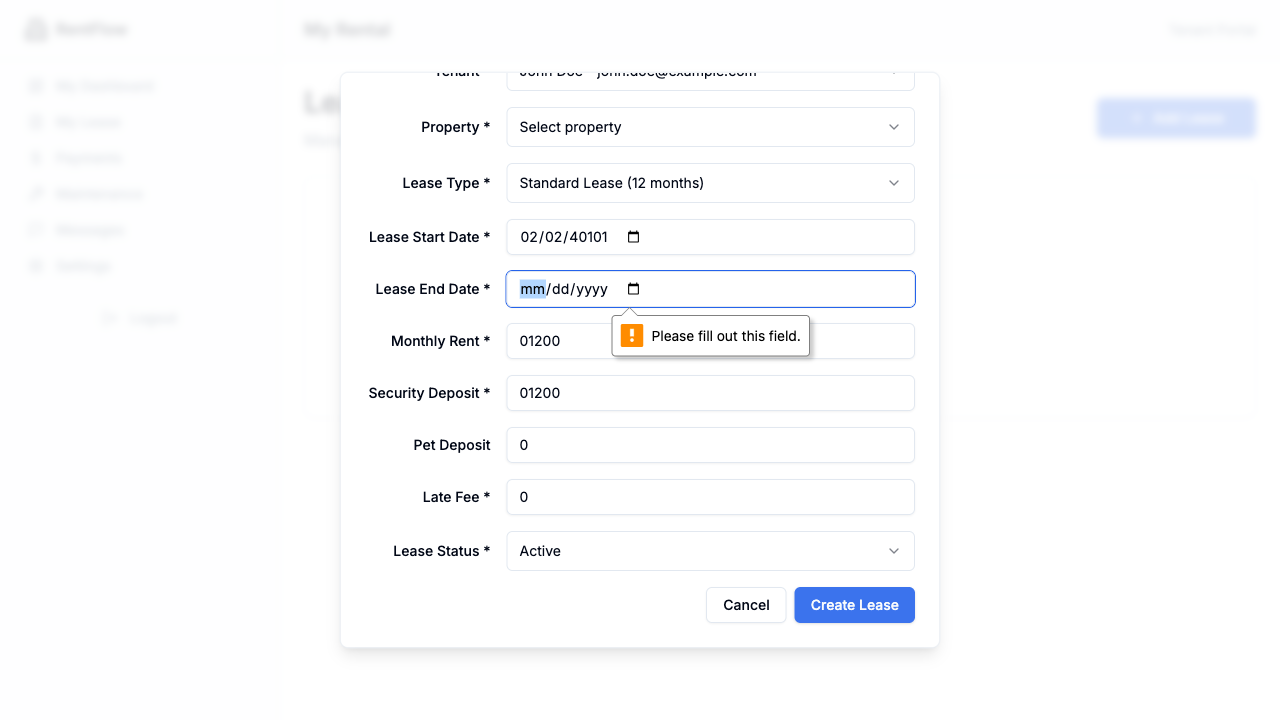 RentFlow
My Rental
Tenant Portal
My Dashboard
My Lease
Payments
Maintenance
Messages
Settings
Logout
Le
Add Lease
Tenant John Doe - john.doe@example.com
Property * Select property
Lease Type * Standard Lease (12 months)
Lease Start Date * 02/02/40101
Lease End Date * mm/dd/yyyy
Please fill out this field.
Monthly Rent * 01200
Security Deposit * 01200
Pet Deposit 0
Late Fee * 0
Lease Status * Active
Cancel Create Lease